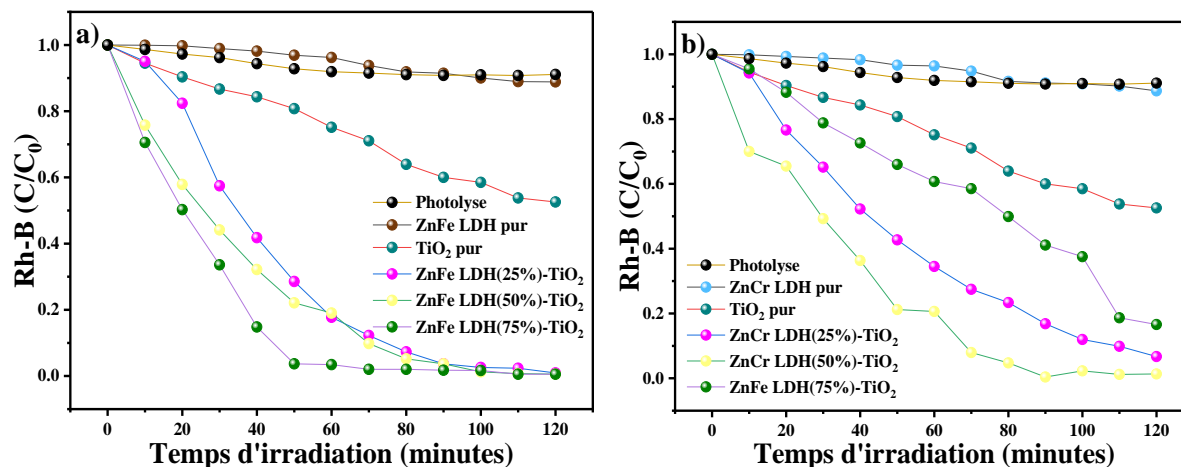 a)
Rh-B (C/C₀)
1.0
0.8
0.6
0.4
0.2
0.0
Photolyse
ZnFe LDH pur
TiO₂ pur
ZnFe LDH(25%)-TiO₂
ZnFe LDH(50%)-TiO₂
ZnFe LDH(75%)-TiO₂
0 20 40 60 80 100 120
Temps d'irradiation (minutes)
b)
Rh-B (C/C₀)
1.0
0.8
0.6
0.4
0.2
0.0
Photolyse
ZnCr LDH pur
TiO₂ pur
ZnCr LDH(25%)-TiO₂
ZnCr LDH(50%)-TiO₂
ZnFe LDH(75%)-TiO₂
0 20 40 60 80 100 120
Temps d'irradiation (minutes)